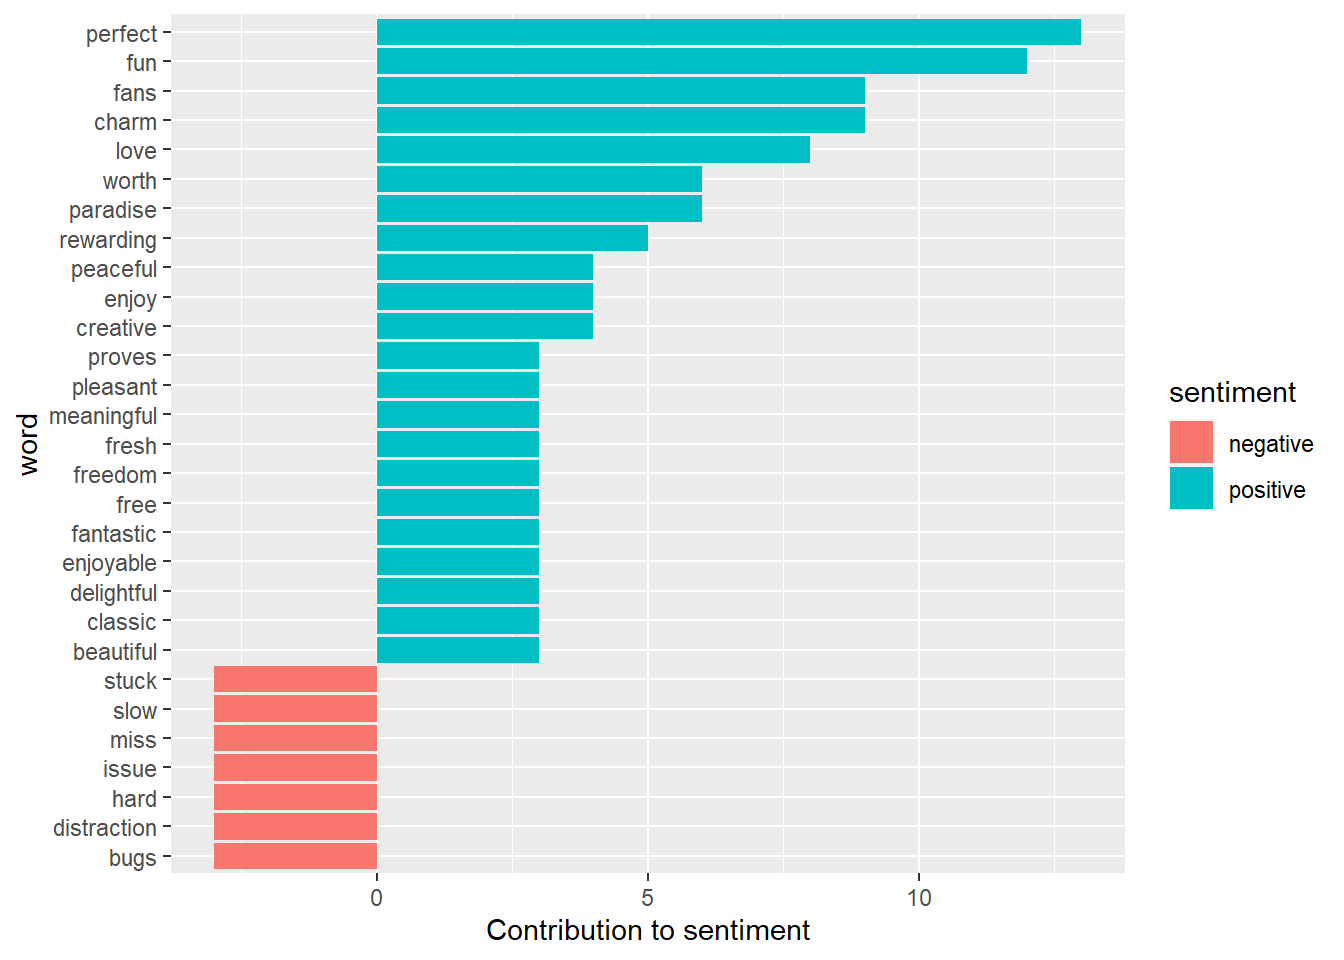 perfect
fun
fans
charm
love
worth
paradise
rewarding
peaceful
enjoy
creative
proves
pleasant
meaningful
fresh
freedom
free
fantastic
enjoyable
delightful
classic
beautiful
stuck
slow
miss
issue
hard
distraction
bugs
word
0 5 10
Contribution to sentiment
sentiment
negative
positive